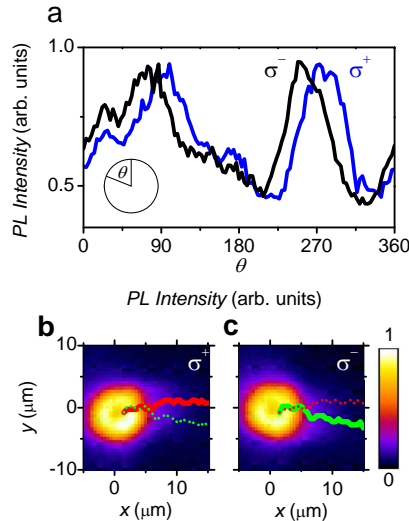 a
PL Intensity (arb. units)
1.0
0.5
σ⁻
σ⁺
θ
0 90 180 270 360
θ
PL Intensity (arb. units)
b
c
σ⁺
σ⁻
y (μm)
10
0
-10
0 10
0 10
x (μm)
x (μm)
1
0